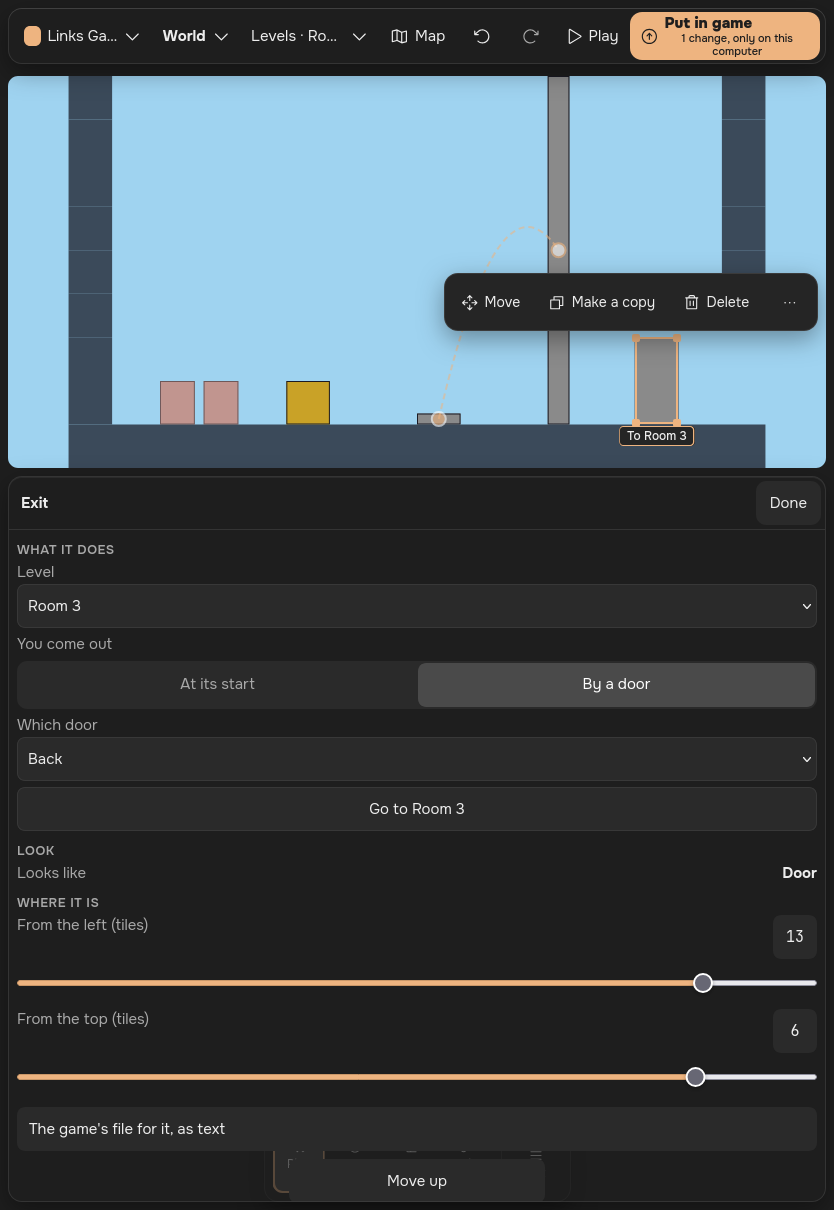 Links Ga...
World
Levels · Ro...
Map
Play
Put in game
1 change, only on this
computer
Move
Make a copy
Delete
...
To Room 3
Exit
Done
WHAT IT DOES
Level
Room 3
You come out
At its start
By a door
Which door
Back
Go to Room 3
LOOK
Looks like
Door
WHERE IT IS
From the left (tiles)
13
From the top (tiles)
6
The game's file for it, as text
Move up